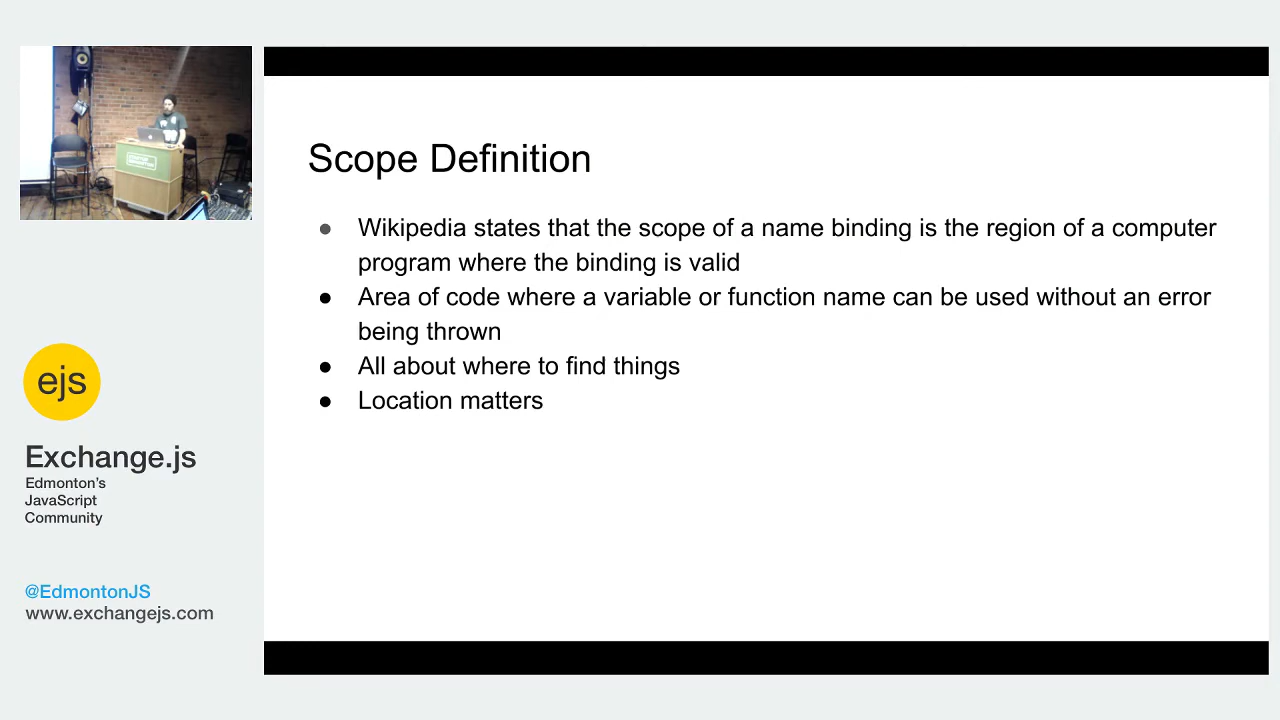 Scope Definition
● Wikipedia states that the scope of a name binding is the region of a computer
program where the binding is valid
● Area of code where a variable or function name can be used without an error
being thrown
● All about where to find things
● Location matters
ejs
Exchange.js
Edmonton's
JavaScript
Community
@EdmontonJS
www.exchangejs.com